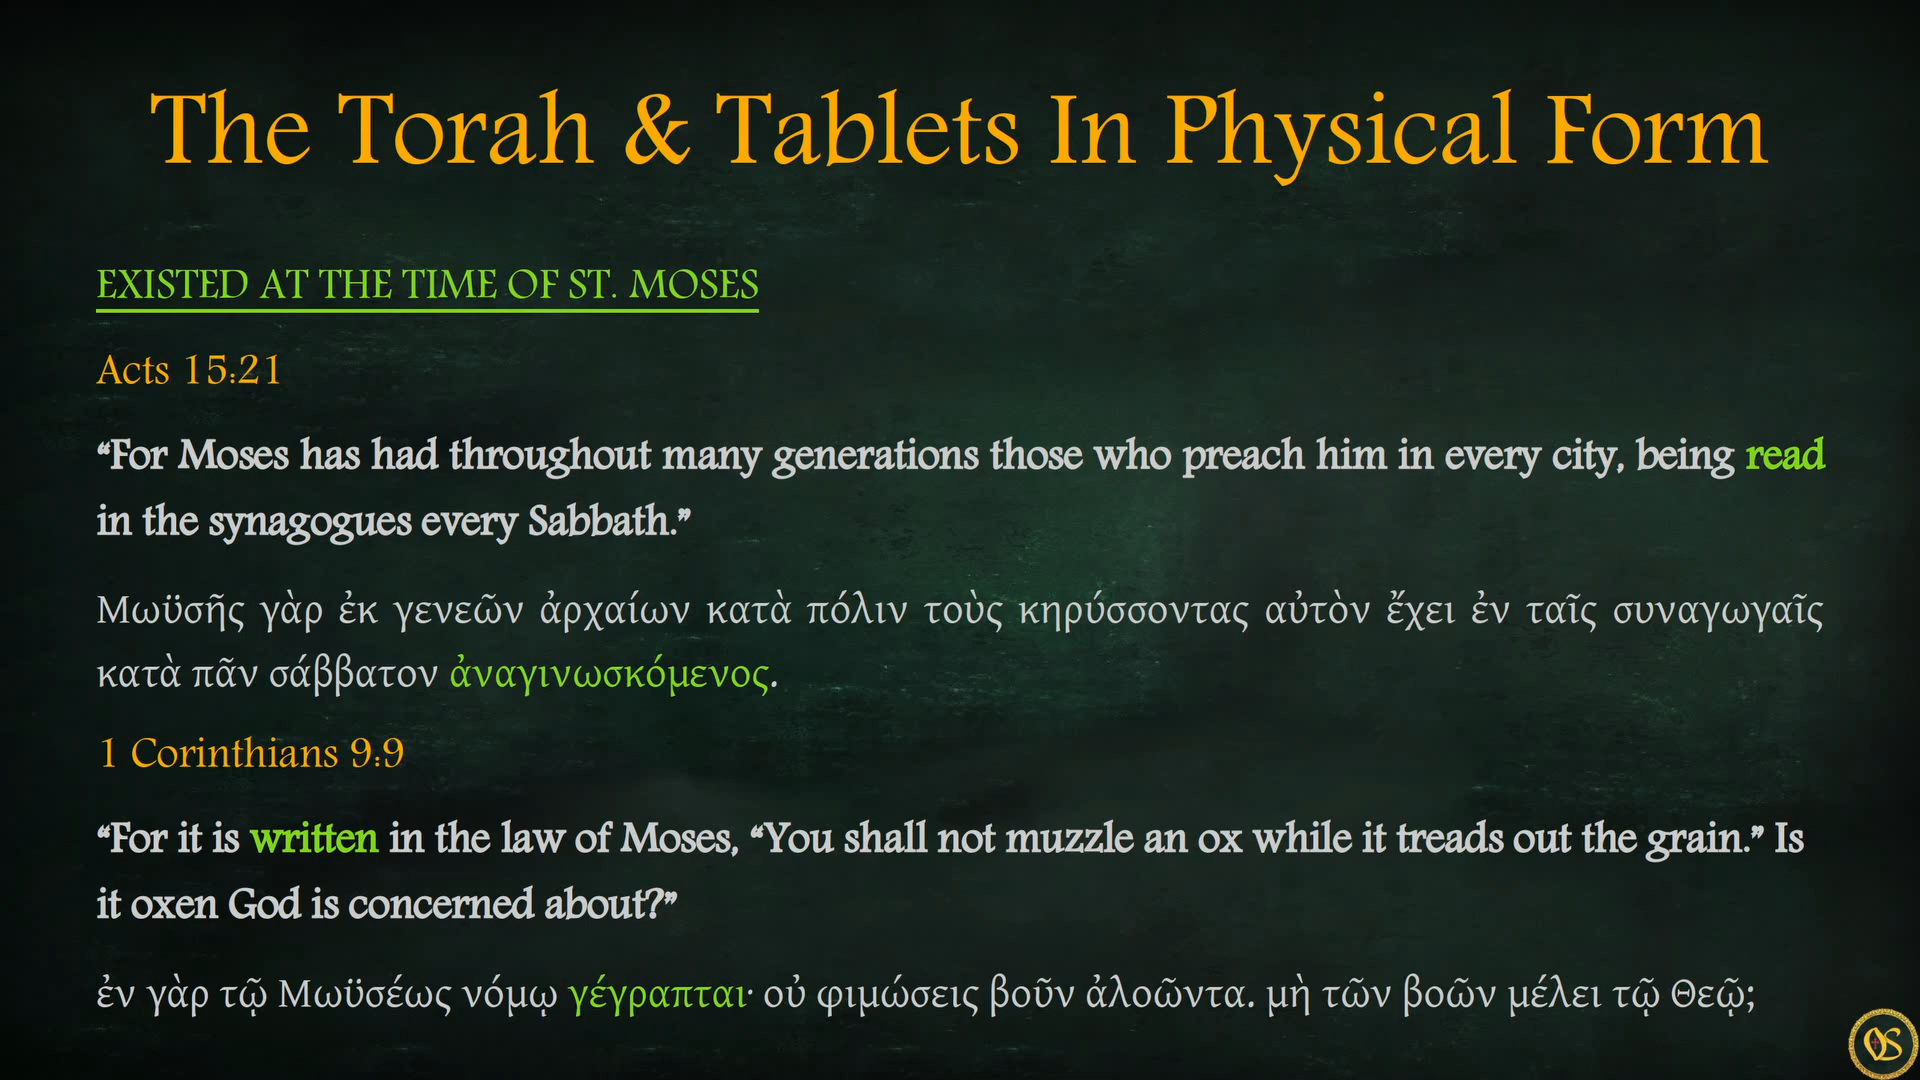 The Torah & Tablets In Physical Form
EXISTED AT THE TIME OF ST. MOSES
Acts 15:21
“For Moses has had throughout many generations those who preach him in every city, being read
in the synagogues every Sabbath.”
Μωϋσῆς γὰρ ἐκ γενεῶν ἀρχαίων κατὰ πόλιν τοὺς κηρύσσοντας αὐτὸν ἔχει ἐν ταῖς συναγωγαῖς
κατὰ πᾶν σάββατον ἀναγινωσκόμενος.
1 Corinthians 9:9
“For it is written in the law of Moses, “You shall not muzzle an ox while it treads out the grain.” Is
it oxen God is concerned about?”
ἐν γὰρ τῷ Μωϋσέως νόμῳ γέγραπται· οὐ φιμώσεις βοῦν ἀλοῶντα. μὴ τῶν βοῶν μέλει τῷ Θεῷ;